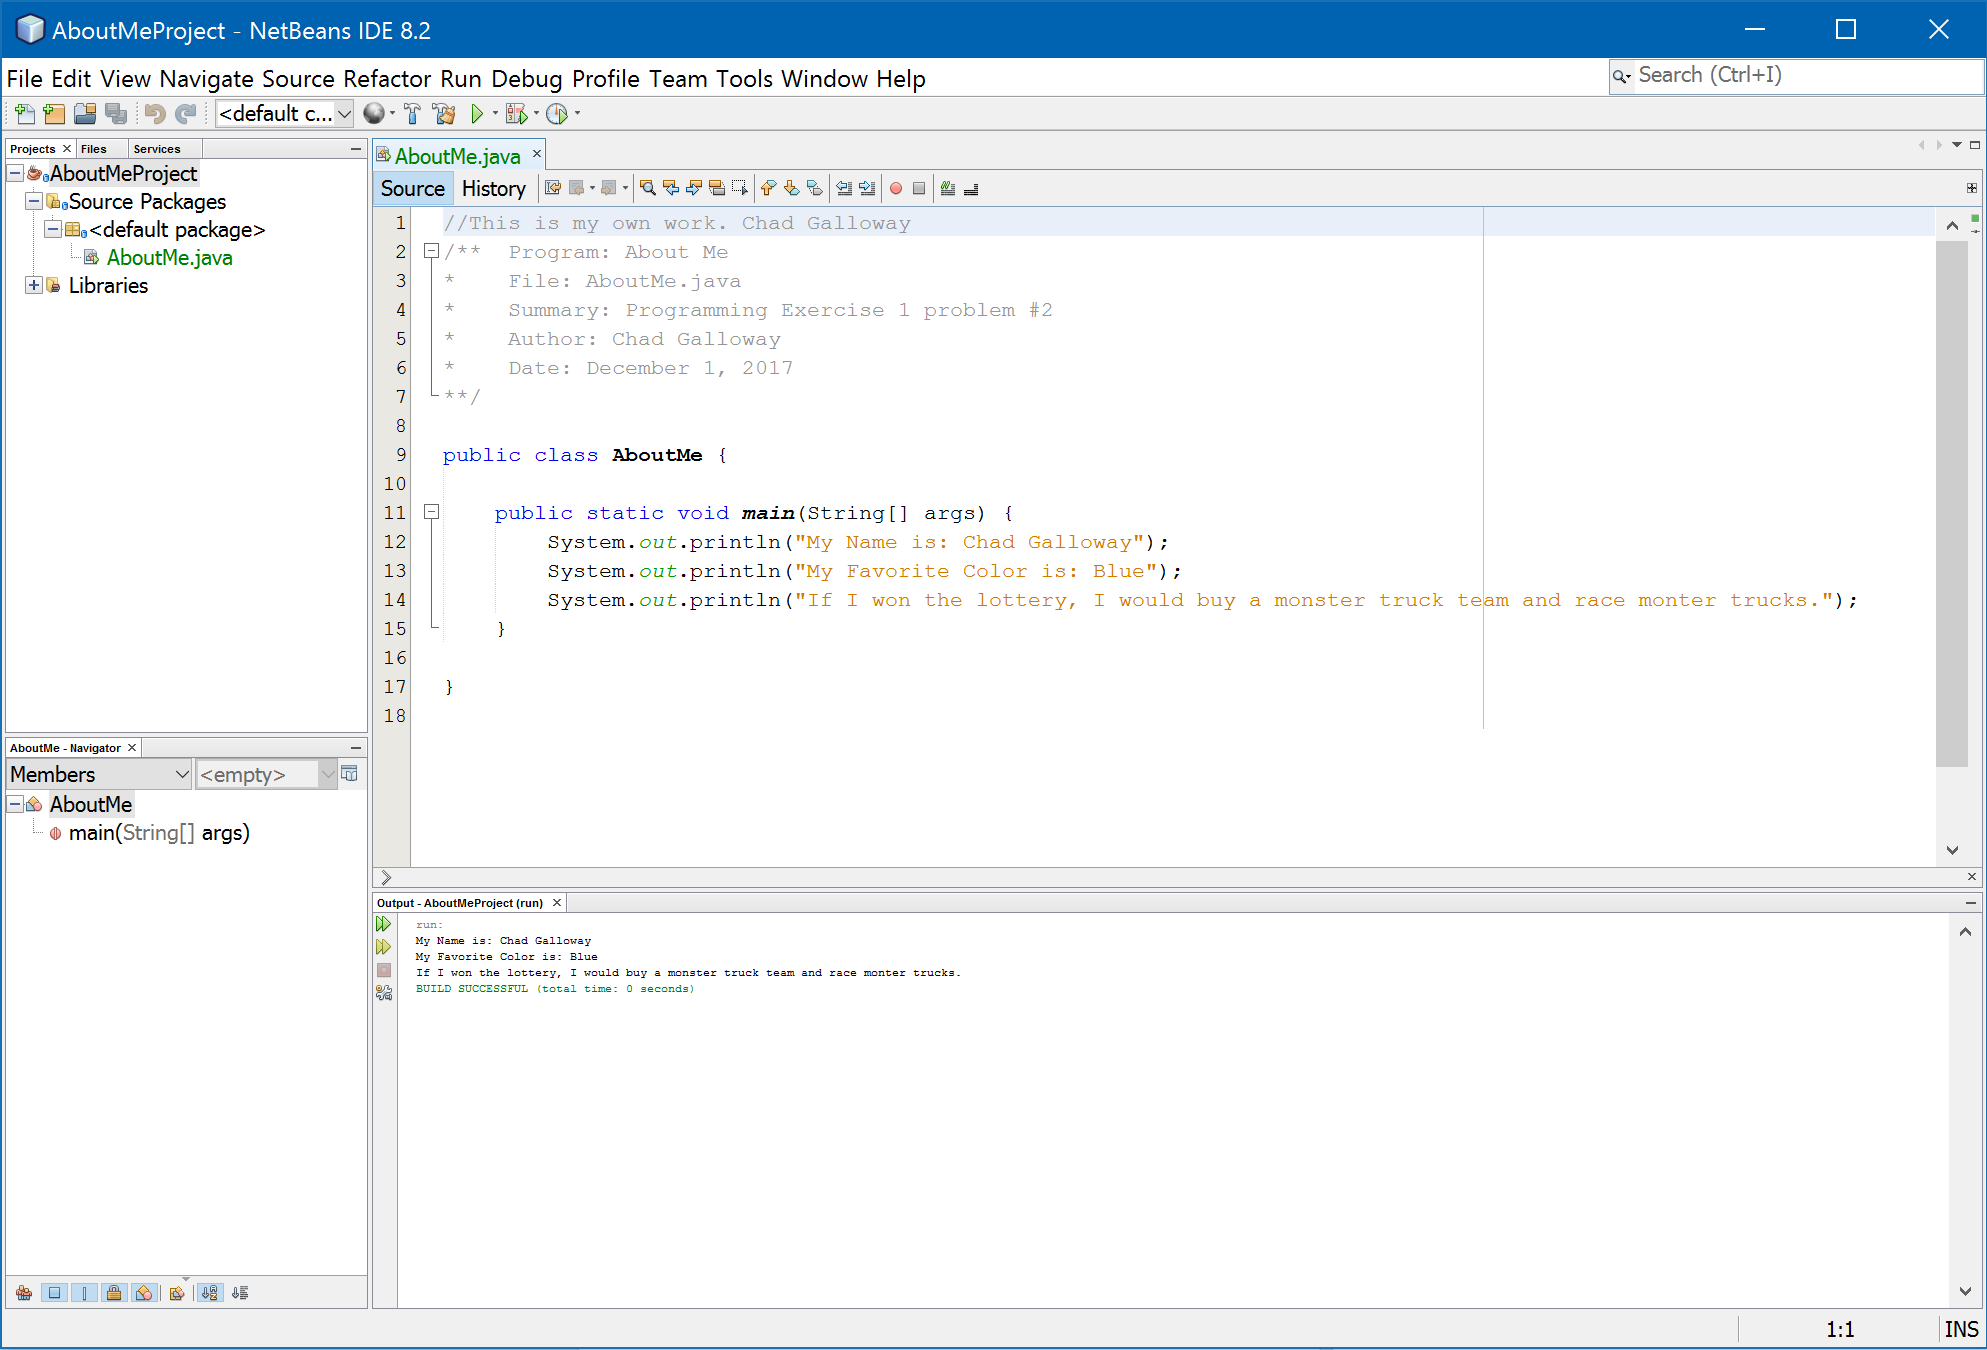 AboutMeProject - NetBeans IDE 8.2
File Edit View Navigate Source Refactor Run Debug Profile Team Tools Window Help
Search (Ctrl+I)
<default c...
Projects Files Services
AboutMeProject
Source Packages
<default package>
AboutMe.java
Libraries
AboutMe - Navigator
Members <empty>
AboutMe
main(String[] args)
AboutMe.java
Source History
1 //This is my own work. Chad Galloway
2 /**  Program: About Me
3 *    File: AboutMe.java
4 *    Summary: Programming Exercise 1 problem #2
5 *    Author: Chad Galloway
6 *    Date: December 1, 2017
7 **/
8
9 public class AboutMe {
10
11     public static void main(String[] args) {
12         System.out.println("My Name is: Chad Galloway");
13         System.out.println("My Favorite Color is: Blue");
14         System.out.println("If I won the lottery, I would buy a monster truck team and race monter trucks.");
15     }
16
17 }
18
Output - AboutMeProject (run)
run:
My Name is: Chad Galloway
My Favorite Color is: Blue
If I won the lottery, I would buy a monster truck team and race monter trucks.
BUILD SUCCESSFUL (total time: 0 seconds)
1:1 INS